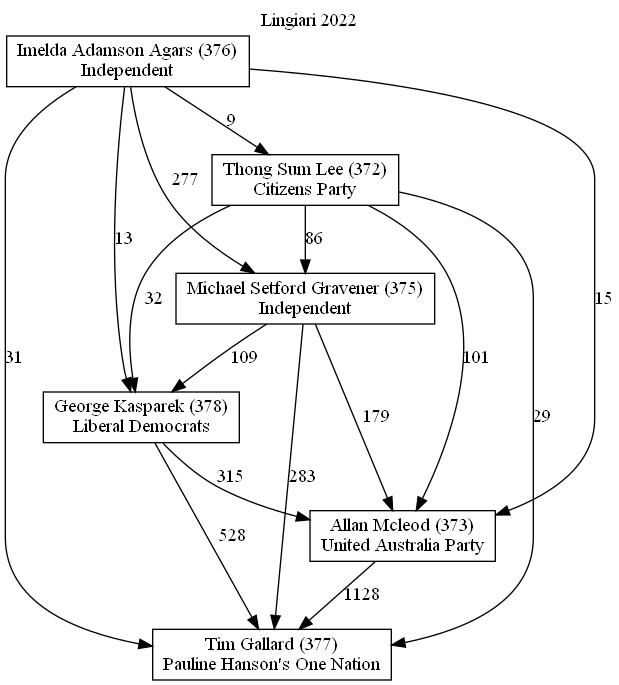 Lingiari 2022
Imelda Adamson Agars (376)
Independent
9
Thong Sum Lee (372)
Citizens Party
277
13
86
32
15
Michael Setford Gravener (375)
Independent
31
109
101
29
179
George Kasparek (378)
Liberal Democrats
315
283
528
Allan Mcleod (373)
United Australia Party
1128
Tim Gallard (377)
Pauline Hanson's One Nation